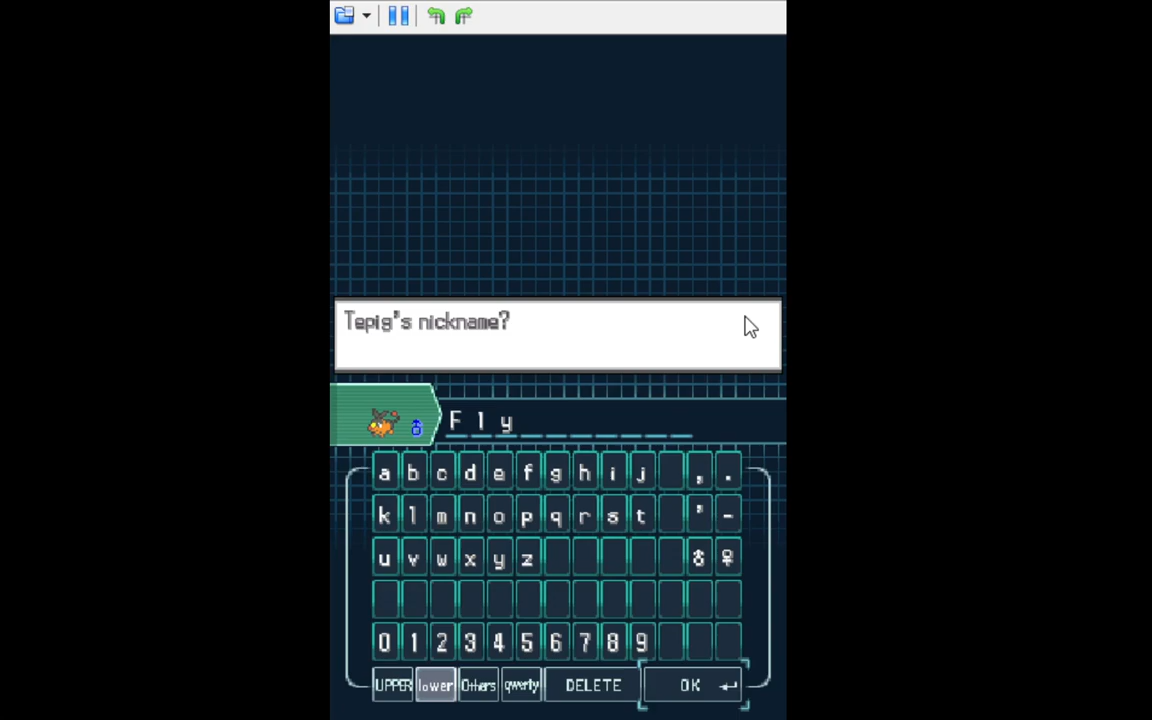 Tepig's nickname?
Fly
a b c d e f g h i j , .
k l m n o p q r s t ' -
u v w x y z ♂ ♀
0 1 2 3 4 5 6 7 8 9
UPPER lower Others qwerty DELETE OK